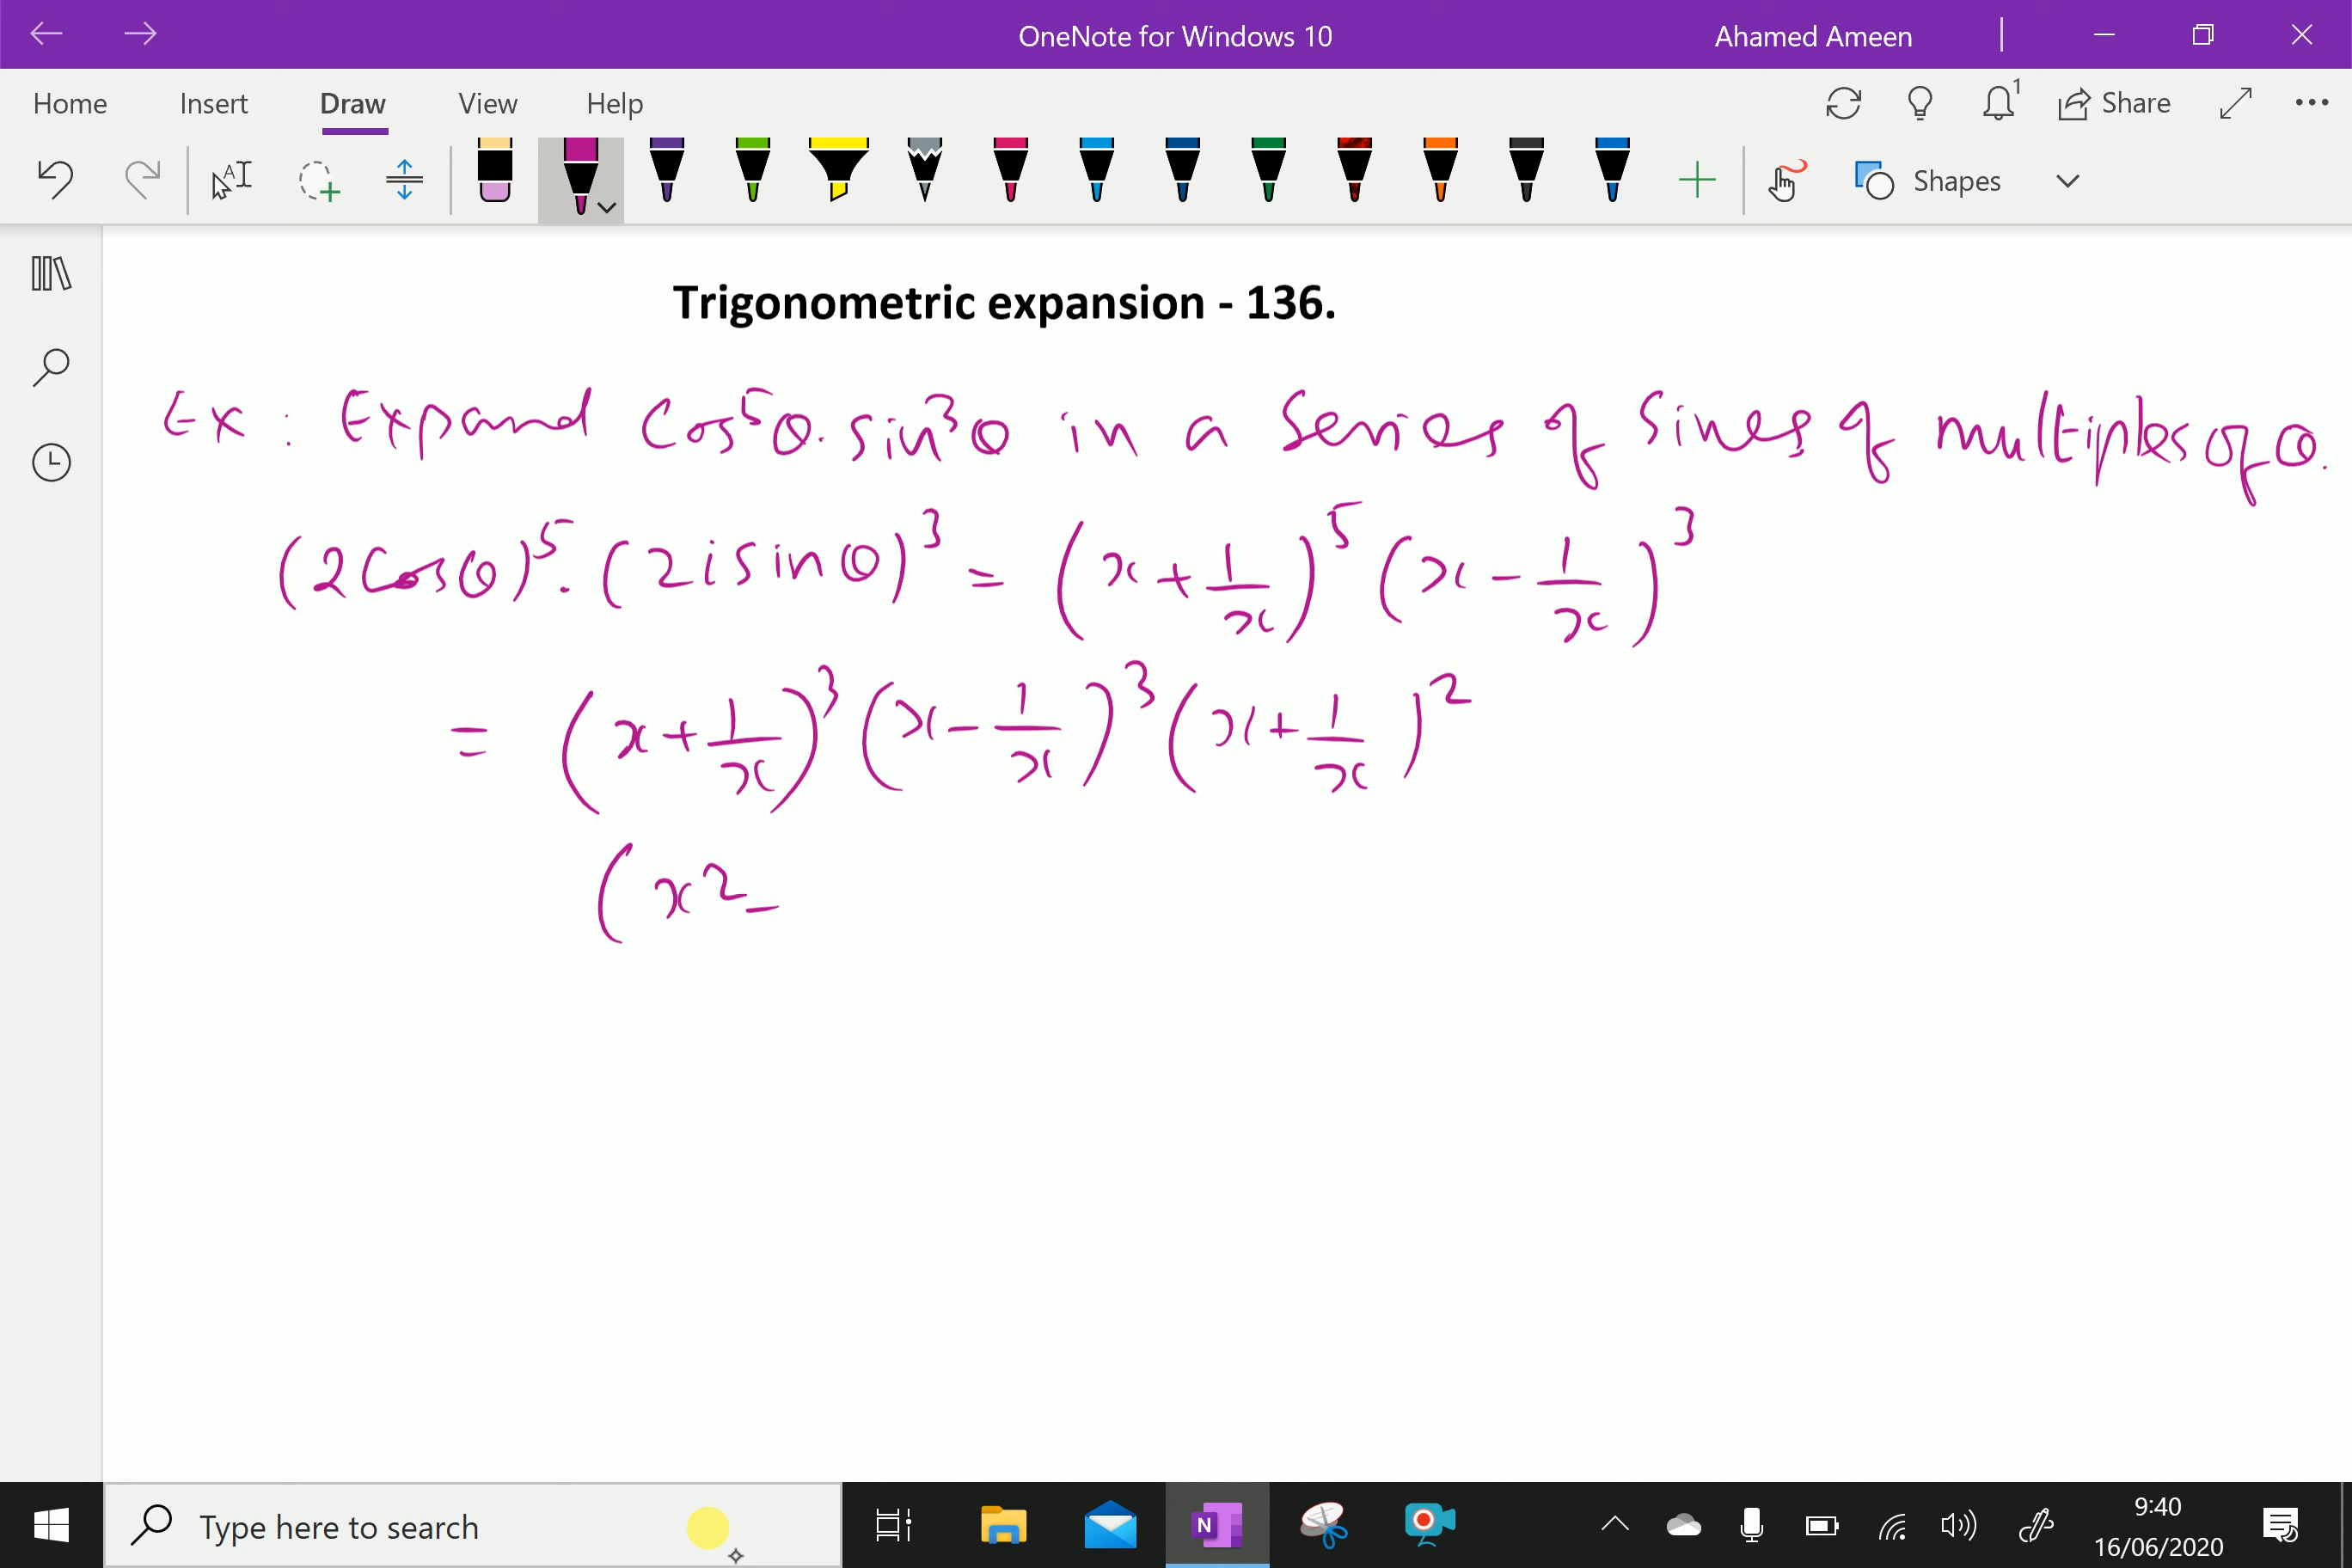 OneNote for Windows 10 Ahamed Ameen
Home Insert Draw View Help 1 Share
Shapes
Trigonometric expansion - 136.
Ex : Expand Cos⁵θ. sin³θ in a Series of Sines of multiples of θ.
(2Cosθ)⁵. (2isinθ)³ = (x + 1/x)⁵ (x - 1/x)³
= (x + 1/x)³ (x - 1/x)³ (x + 1/x)²
(x² -
Type here to search
N
9:40
16/06/2020